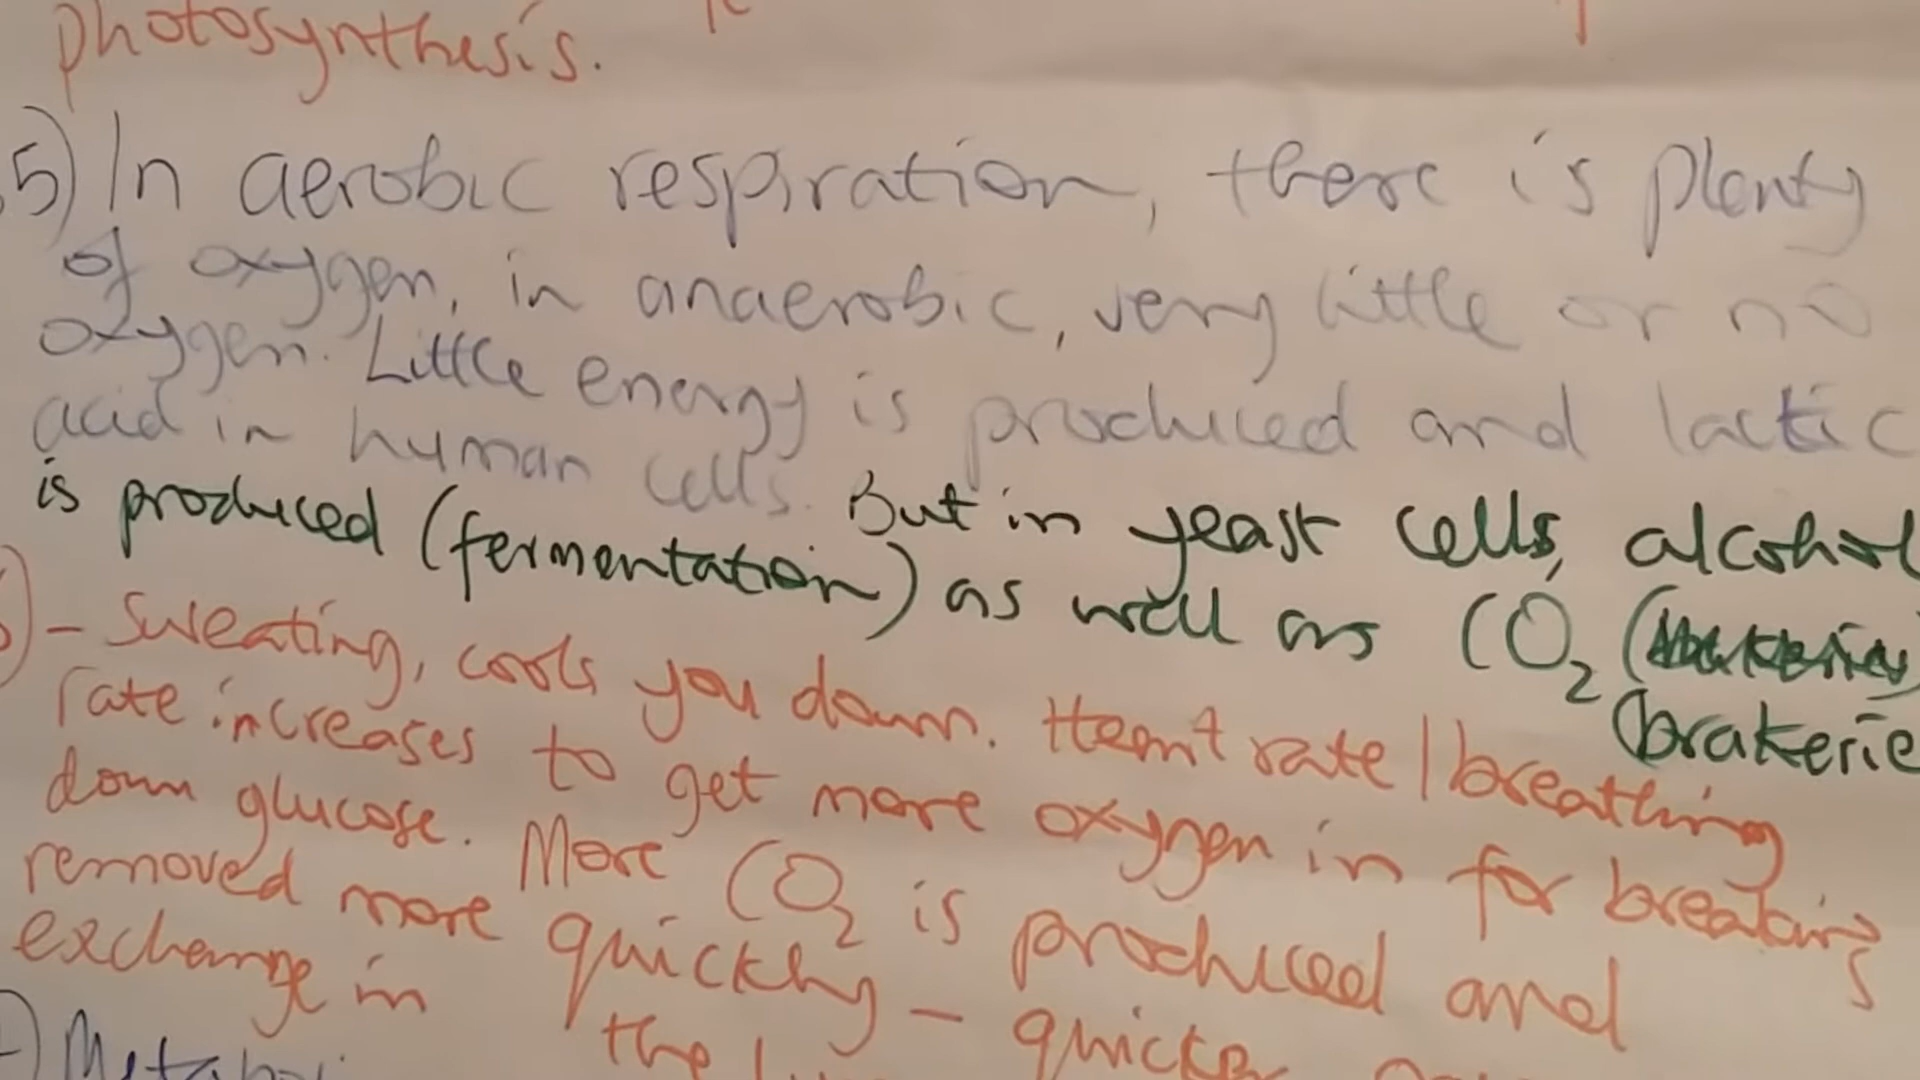 photosynthesis.
5) In aerobic respiration, there is plenty
of oxygen, in anaerobic, very little or no
oxygen. Little energy is produced and lactic
acid in human cells. But in yeast cells, alcohol
is produced (fermentation) as well as CO2
(brakerie
- Sweating, cools you down. Heart rate/breathing
rate increases to get more oxygen in for breaking
down glucose. More CO2 is produced and
removed more quickly - quicker
exchange in the